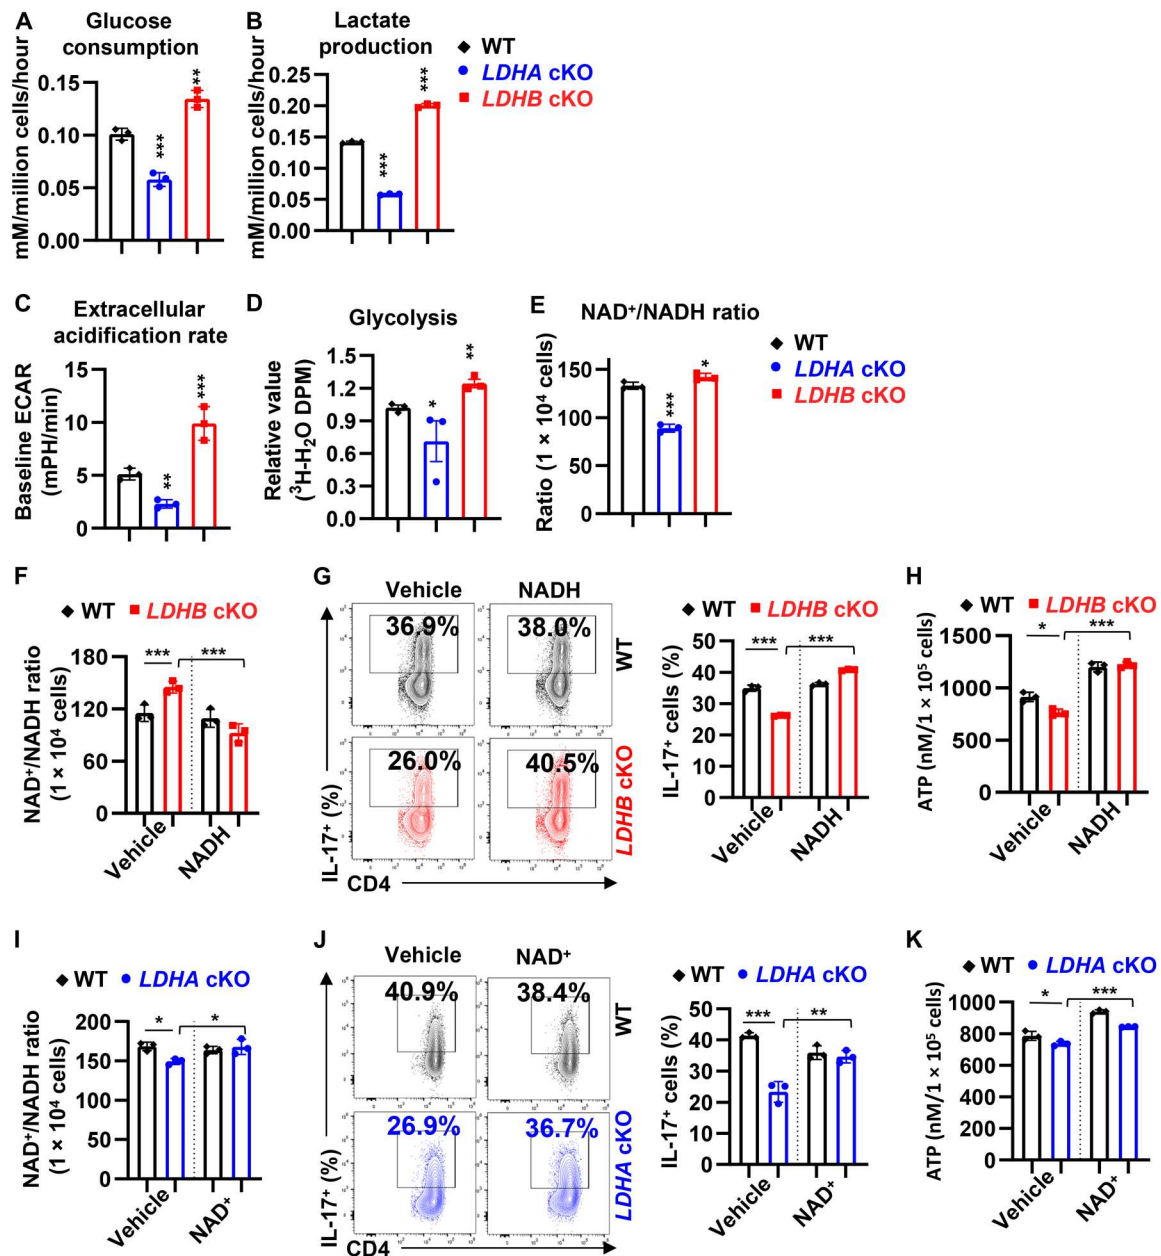 A
Glucose
consumption
mM/million cells/hour
0.15
0.10
0.05
0.00
***
**
B
Lactate
production
mM/million cells/hour
0.25
0.20
0.15
0.10
0.05
0.00
***
***
WT
LDHA cKO
LDHB cKO
C
Extracellular
acidification rate
Baseline ECAR
(mPH/min)
15
10
5
0
**
***
D
Glycolysis
Relative value
(³H-H₂O DPM)
1.5
1.2
0.9
0.6
0.3
0.0
*
**
E
NAD⁺/NADH ratio
Ratio (1 × 10⁴ cells)
150
100
50
0
***
*
WT
LDHA cKO
LDHB cKO
F
WT LDHB cKO
NAD⁺/NADH ratio
(1 × 10⁴ cells)
180
120
60
0
*** ***
Vehicle
NADH
G
Vehicle NADH
36.9% 38.0%
WT
26.0% 40.5%
LDHB cKO
IL-17⁺ (%)
CD4
WT LDHB cKO
IL-17⁺ cells (%)
50
40
30
20
10
0
*** ***
Vehicle
NADH
H
WT LDHB cKO
ATP (nM/1 × 10⁵ cells)
1500
1000
500
0
* ***
Vehicle
NADH
I
WT LDHA cKO
NAD⁺/NADH ratio
(1 × 10⁴ cells)
200
150
100
50
0
* *
Vehicle
NAD⁺
J
Vehicle NAD⁺
40.9% 38.4%
WT
26.9% 36.7%
LDHA cKO
IL-17⁺ (%)
CD4
WT LDHA cKO
IL-17⁺ cells (%)
50
40
30
20
10
0
*** **
Vehicle
NAD⁺
K
WT LDHA cKO
ATP (nM/1 × 10⁵ cells)
1000
800
600
400
200
0
* ***
Vehicle
NAD⁺